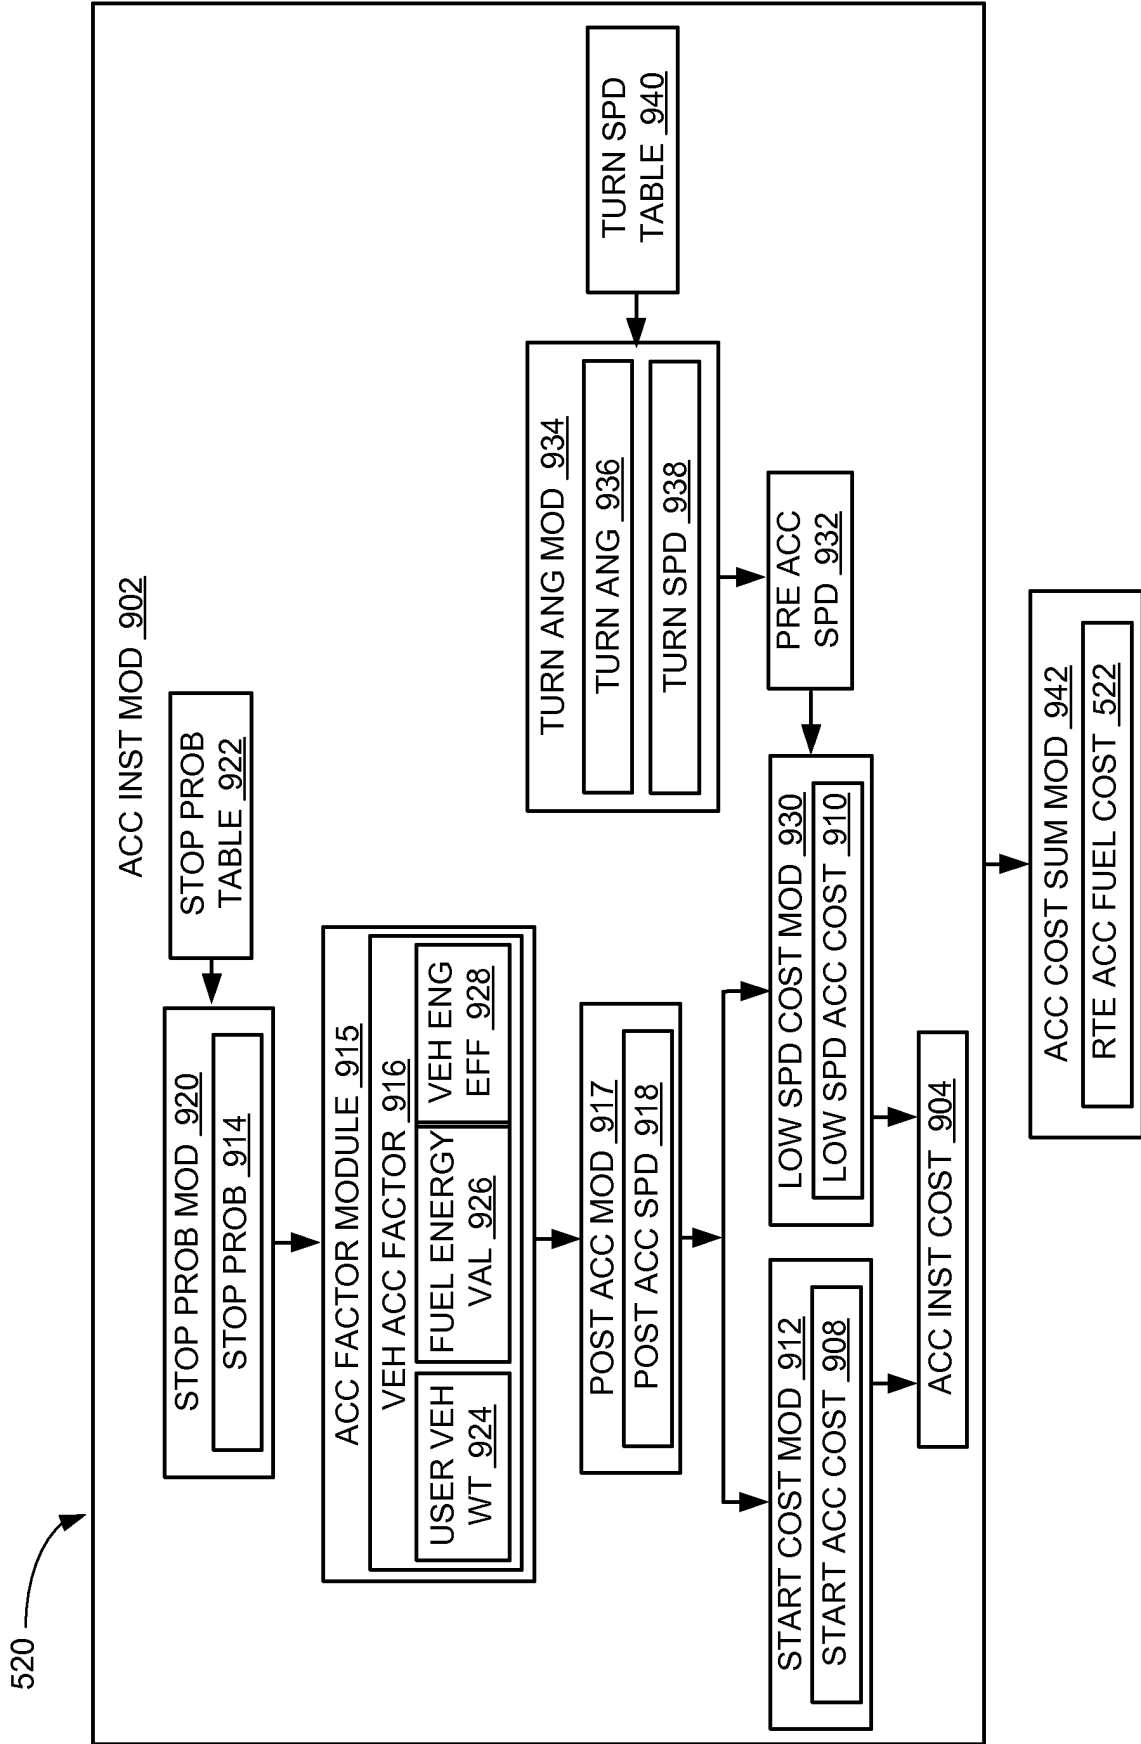 520
ACC INST MOD 902
STOP PROB MOD 920
STOP PROB 914
STOP PROB
TABLE 922
ACC FACTOR MODULE 915
VEH ACC FACTOR 916
USER VEH
WT 924
FUEL ENERGY
VAL 926
VEH ENG
EFF 928
POST ACC MOD 917
POST ACC SPD 918
TURN ANG MOD 934
TURN ANG 936
TURN SPD 938
TURN SPD
TABLE 940
PRE ACC
SPD 932
START COST MOD 912
START ACC COST 908
LOW SPD COST MOD 930
LOW SPD ACC COST 910
ACC INST COST 904
ACC COST SUM MOD 942
RTE ACC FUEL COST 522